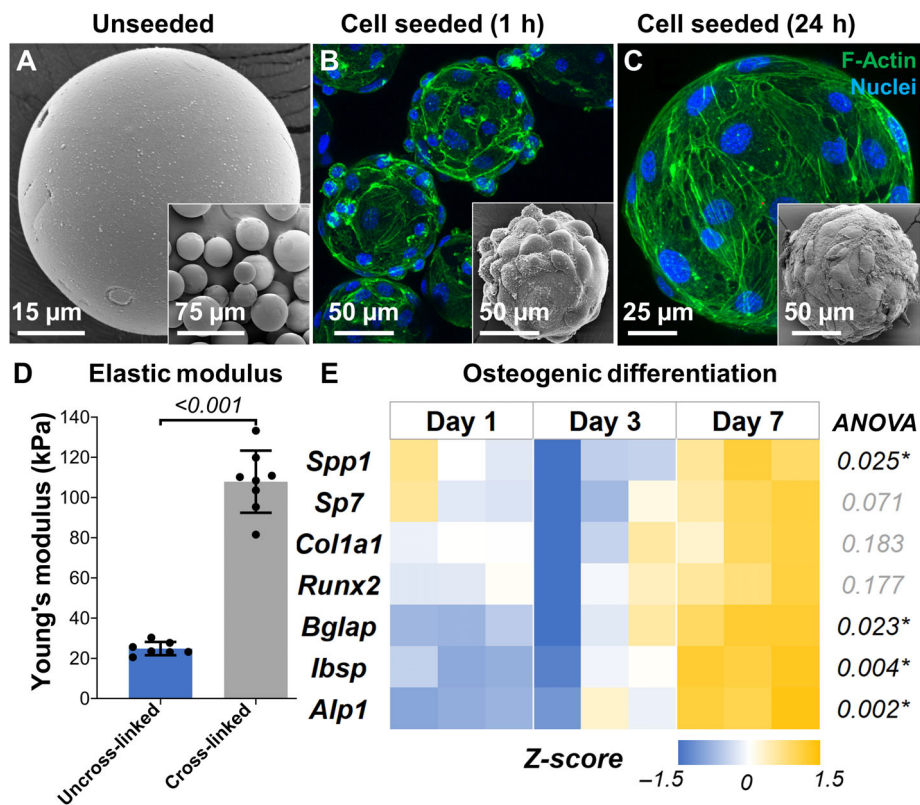 Unseeded
Cell seeded (1 h)
Cell seeded (24 h)
A
B
C
F-Actin
Nuclei
15 µm
75 µm
50 µm
50 µm
25 µm
50 µm
D
Elastic modulus
<0.001
Young's modulus (kPa)
140
120
100
80
60
40
20
0
Uncross-linked
Cross-linked
E
Osteogenic differentiation
Day 1
Day 3
Day 7
ANOVA
Spp1
0.025*
Sp7
0.071
Col1a1
0.183
Runx2
0.177
Bglap
0.023*
Ibsp
0.004*
Alp1
0.002*
Z-score
–1.5
0
1.5